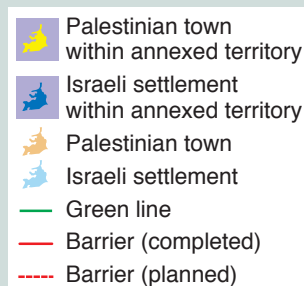 Palestinian town
within annexed territory
Israeli settlement
within annexed territory
Palestinian town
Israeli settlement
Green line
Barrier (completed)
Barrier (planned)